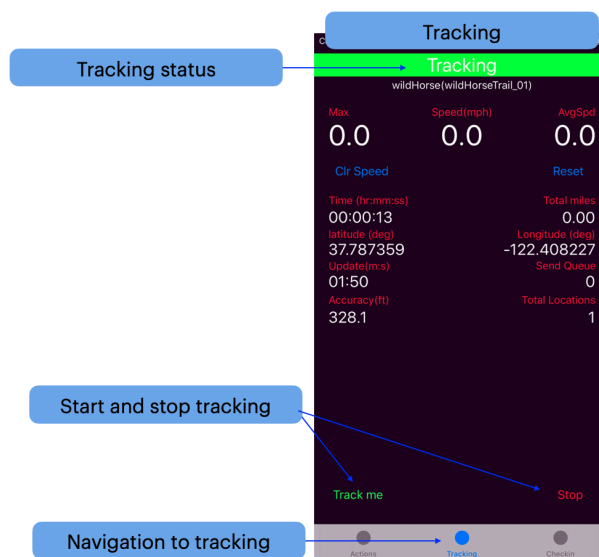 Tracking
C
Tracking status
Tracking
wildHorse(wildHorseTrail_01)
Max Speed(mph) AvgSpd
0.0 0.0 0.0
Clr Speed Reset
Time (hr:mm:ss) Total miles
00:00:13 0.00
latitude (deg) Longitude (deg)
37.787359 -122.408227
Update(m:s) Send Queue
01:50 0
Accuracy(ft) Total Locations
328.1 1
Start and stop tracking
Track me Stop
Navigation to tracking
Actions Tracking Checkin